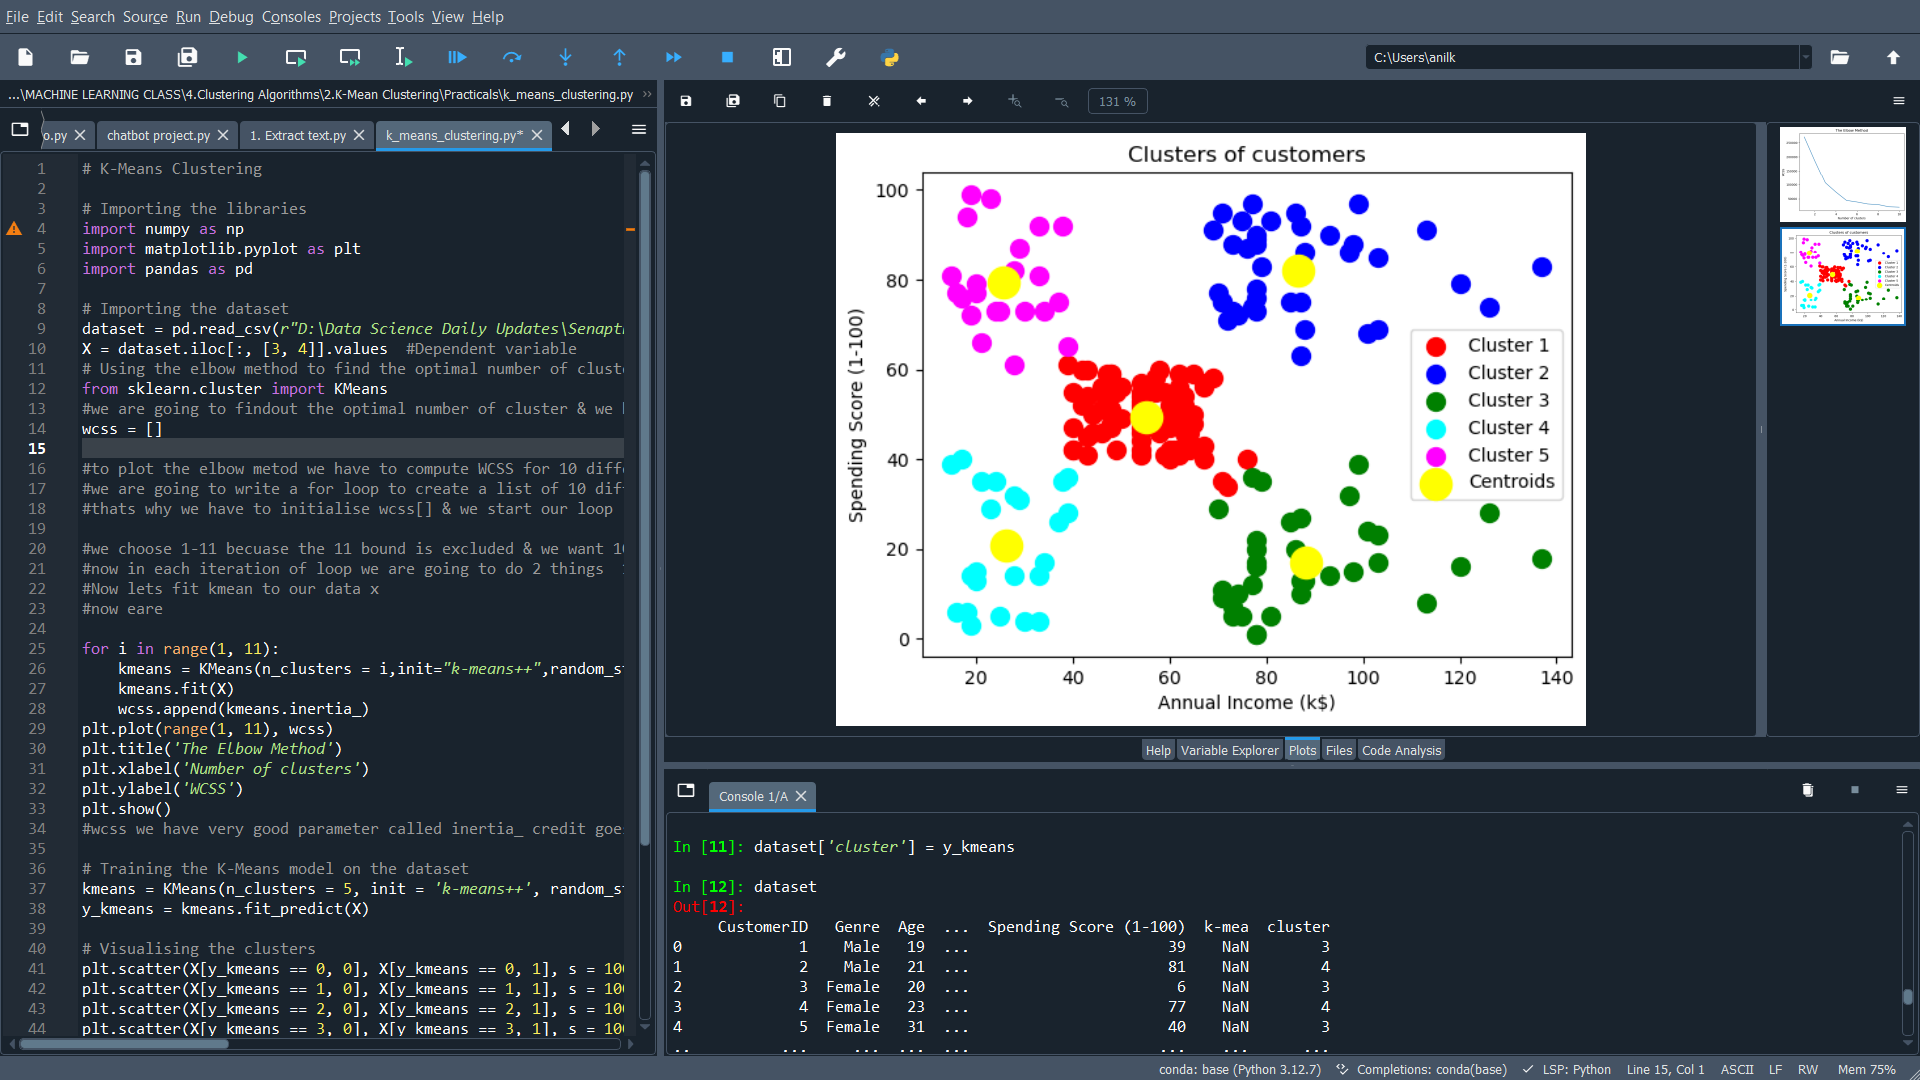 File Edit Search Source Run Debug Consoles Projects Tools View Help
C:\Users\anilk
...\MACHINE LEARNING CLASS\4.Clustering Algorithms\2.K-Mean Clustering\Practicals\k_means_clustering.py
o.py chatbot project.py 1. Extract text.py k_means_clustering.py*
1 # K-Means Clustering
2
3 # Importing the libraries
4 import numpy as np
5 import matplotlib.pyplot as plt
6 import pandas as pd
7
8 # Importing the dataset
9 dataset = pd.read_csv(r"D:\Data Science Daily Updates\Senapt
10 X = dataset.iloc[:, [3, 4]].values  #Dependent variable
11 # Using the elbow method to find the optimal number of cluste
12 from sklearn.cluster import KMeans
13 #we are going to findout the optimal number of cluster & we
14 wcss = []
15
16 #to plot the elbow metod we have to compute WCSS for 10 diff
17 #we are going to write a for loop to create a list of 10 dif
18 #thats why we have to initialise wcss[] & we start our loop
19
20 #we choose 1-11 becuase the 11 bound is excluded & we want 10
21 #now in each iteration of loop we are going to do 2 things
22 #Now lets fit kmean to our data x
23 #now eare
24
25 for i in range(1, 11):
26     kmeans = KMeans(n_clusters = i,init="k-means++",random_st
27     kmeans.fit(X)
28     wcss.append(kmeans.inertia_)
29 plt.plot(range(1, 11), wcss)
30 plt.title('The Elbow Method')
31 plt.xlabel('Number of clusters')
32 plt.ylabel('WCSS')
33 plt.show()
34 #wcss we have very good parameter called inertia_ credit goe
35
36 # Training the K-Means model on the dataset
37 kmeans = KMeans(n_clusters = 5, init = 'k-means++', random_st
38 y_kmeans = kmeans.fit_predict(X)
39
40 # Visualising the clusters
41 plt.scatter(X[y_kmeans == 0, 0], X[y_kmeans == 0, 1], s = 100
42 plt.scatter(X[y_kmeans == 1, 0], X[y_kmeans == 1, 1], s = 100
43 plt.scatter(X[y_kmeans == 2, 0], X[y_kmeans == 2, 1], s = 100
44 plt.scatter(X[y_kmeans == 3, 0], X[y_kmeans == 3, 1], s = 100
131 %
Clusters of customers
Spending Score (1-100)
100
80
60
40
20
0
20 40 60 80 100 120 140
Annual Income (k$)
Cluster 1
Cluster 2
Cluster 3
Cluster 4
Cluster 5
Centroids
The Elbow Method
Number of clusters
Clusters of customers
Annual Income (k$)
Help Variable Explorer Plots Files Code Analysis
Console 1/A
In [11]: dataset['cluster'] = y_kmeans
In [12]: dataset
Out[12]:
CustomerID Genre Age ... Spending Score (1-100) k-mea cluster
0 1 Male 19 ... 39 NaN 3
1 2 Male 21 ... 81 NaN 4
2 3 Female 20 ... 6 NaN 3
3 4 Female 23 ... 77 NaN 4
4 5 Female 31 ... 40 NaN 3
.. ... ... ... ... ... ... ...
conda: base (Python 3.12.7) Completions: conda(base) LSP: Python Line 15, Col 1 ASCII LF RW Mem 75%